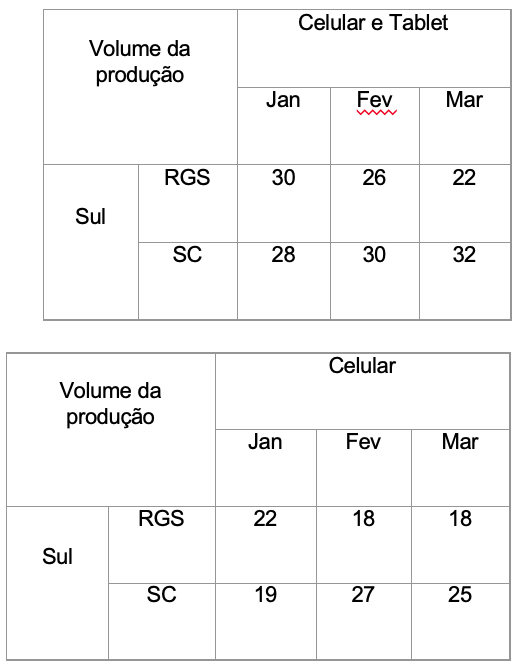 Volume da
produção
Celular e Tablet
Jan Fev Mar
Sul
RGS 30 26 22
SC 28 30 32
Volume da
produção
Celular
Jan Fev Mar
Sul
RGS 22 18 18
SC 19 27 25